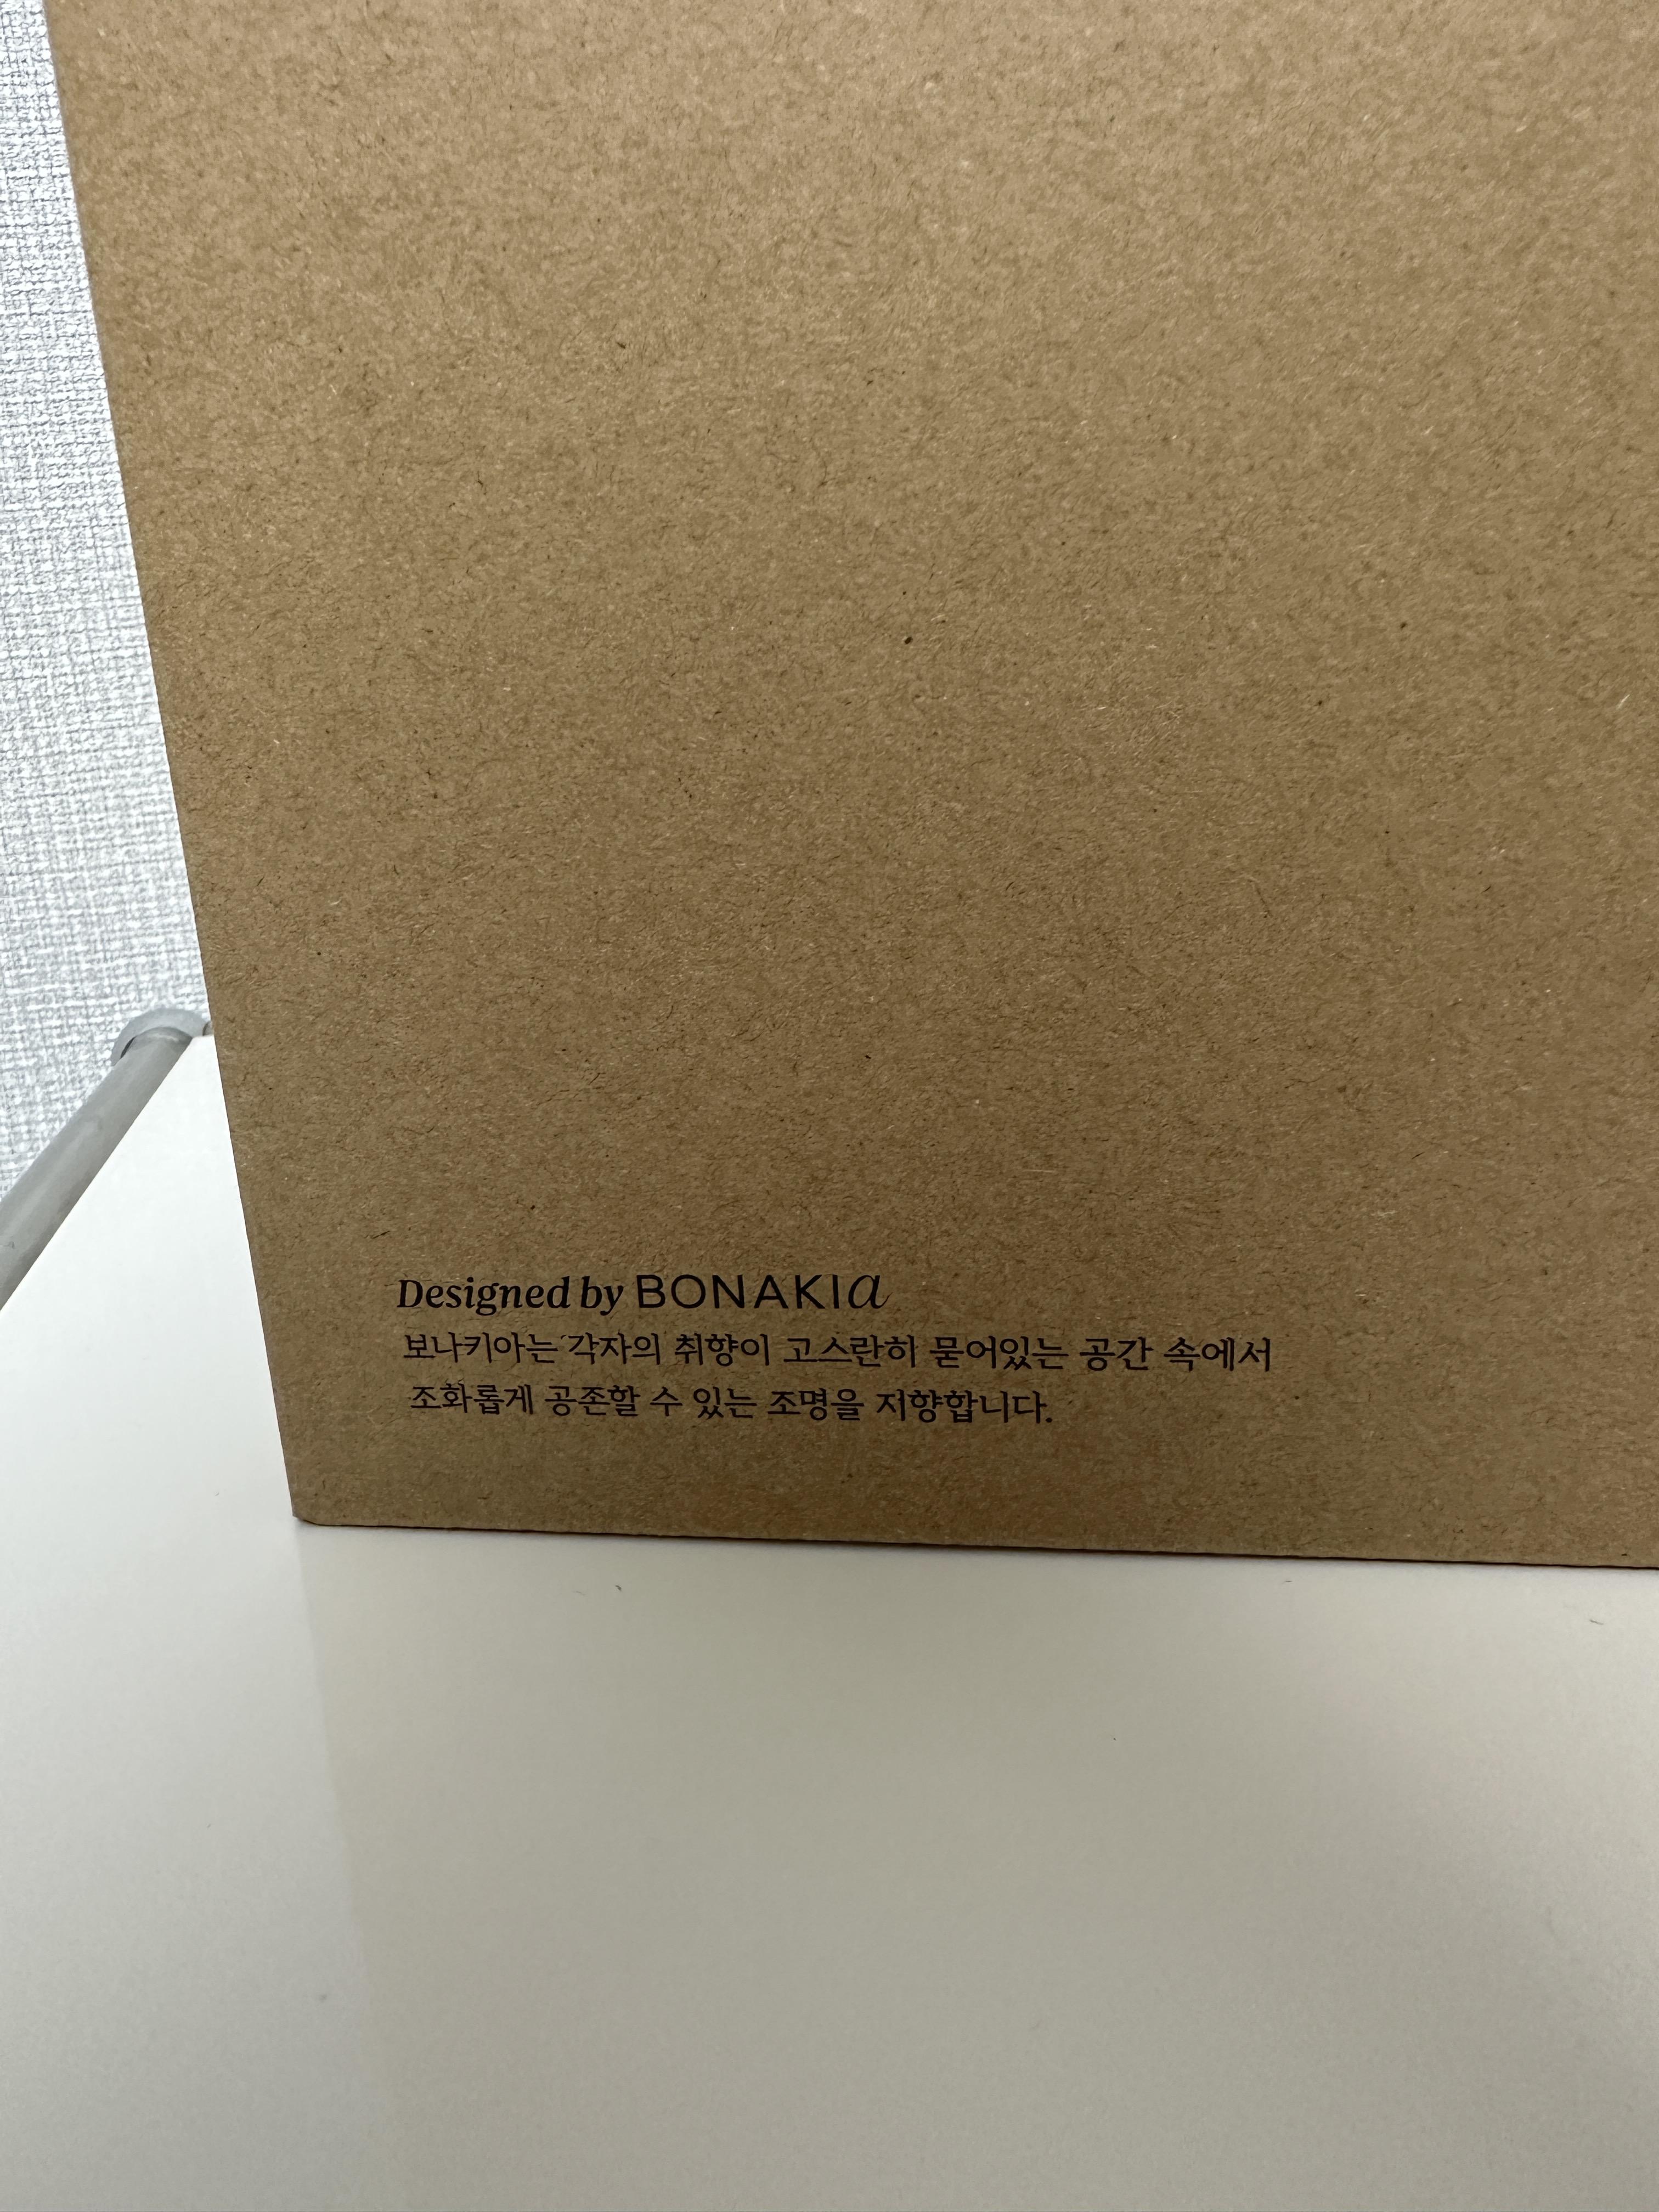 Designed by BONAKIa
보나키아는 각자의 취향이 고스란히 묻어있는 공간 속에서
조화롭게 공존할 수 있는 조명을 저향합니다.